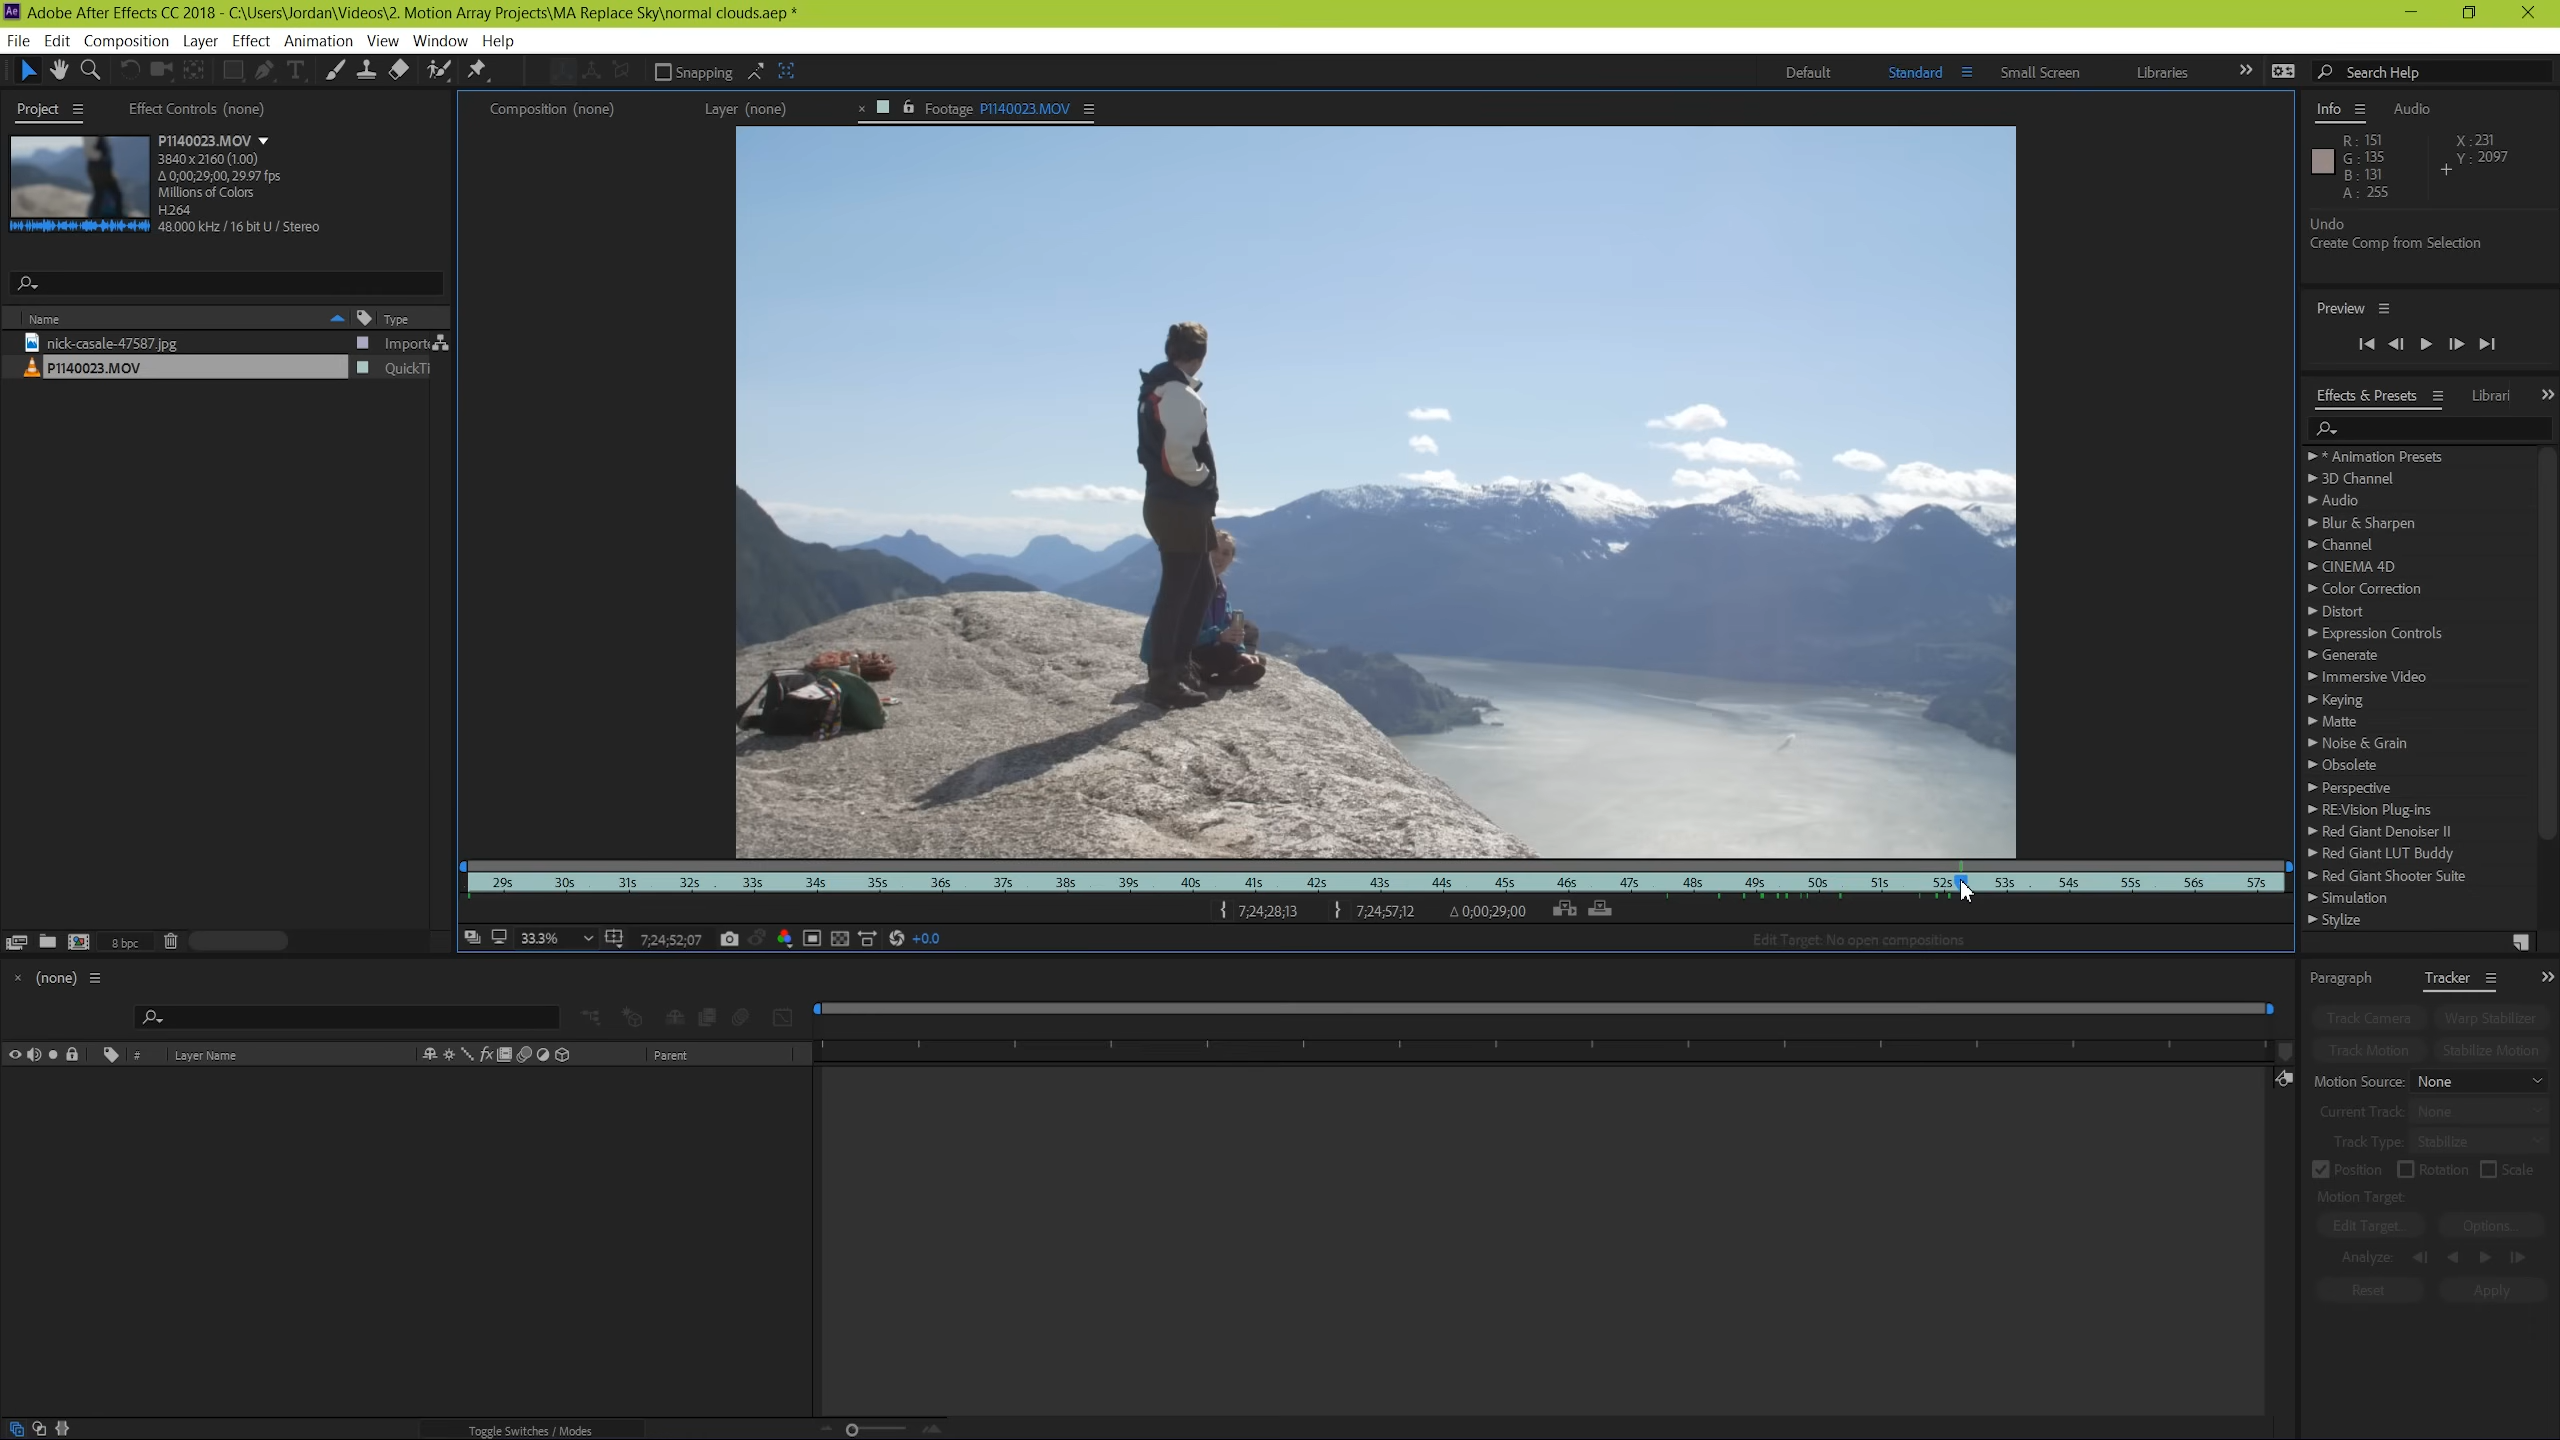 Ae Adobe After Effects CC 2018 - C:\Users\Jordan\Videos\2. Motion Array Projects\MA Replace Sky\normal clouds.aep *
File Edit Composition Layer Effect Animation View Window Help
Snapping Default Standard Small Screen Libraries Search Help
Project Effect Controls (none)
P1140023.MOV
3840 x 2160 (1.00)
Δ 0;00;29;00, 29.97 fps
Millions of Colors
H.264
48.000 kHz / 16 bit U / Stereo
Name Type
nick-casale-47587.jpg Importe
P1140023.MOV QuickTi
8 bpc
Composition (none) Layer (none) × Footage P1140023.MOV
29s 30s 31s 32s 33s 34s 35s 36s 37s 38s 39s 40s 41s 42s 43s 44s 45s 46s 47s 48s 49s 50s 51s 52s 53s 54s 55s 56s 57s
7;24;28;13 7;24;57;12 Δ 0;00;29;00
33.3% 7;24;52;07 +0.0 Edit Target: No open compositions
Info Audio
R: 151 X: 231
G: 135 Y: 2097
B: 131
A: 255
Undo
Create Comp from Selection
Preview
Effects & Presets Librari
* Animation Presets
3D Channel
Audio
Blur & Sharpen
Channel
CINEMA 4D
Color Correction
Distort
Expression Controls
Generate
Immersive Video
Keying
Matte
Noise & Grain
Obsolete
Perspective
RE:Vision Plug-ins
Red Giant Denoiser II
Red Giant LUT Buddy
Red Giant Shooter Suite
Simulation
Stylize
× (none)
# Layer Name fx Parent
Toggle Switches / Modes
Paragraph Tracker
Track Camera Warp Stabilizer
Track Motion Stabilize Motion
Motion Source: None
Current Track: None
Track Type: Stabilize
Position Rotation Scale
Motion Target:
Edit Target... Options...
Analyze:
Reset Apply